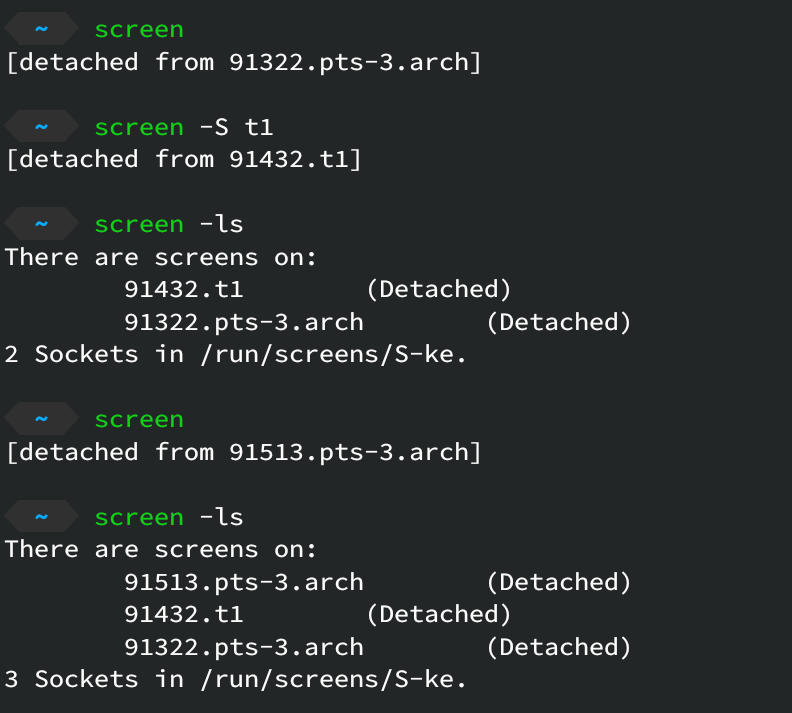 ~ screen
[detached from 91322.pts-3.arch]
~ screen -S t1
[detached from 91432.t1]
~ screen -ls
There are screens on:
91432.t1 (Detached)
91322.pts-3.arch (Detached)
2 Sockets in /run/screens/S-ke.
~ screen
[detached from 91513.pts-3.arch]
~ screen -ls
There are screens on:
91513.pts-3.arch (Detached)
91432.t1 (Detached)
91322.pts-3.arch (Detached)
3 Sockets in /run/screens/S-ke.